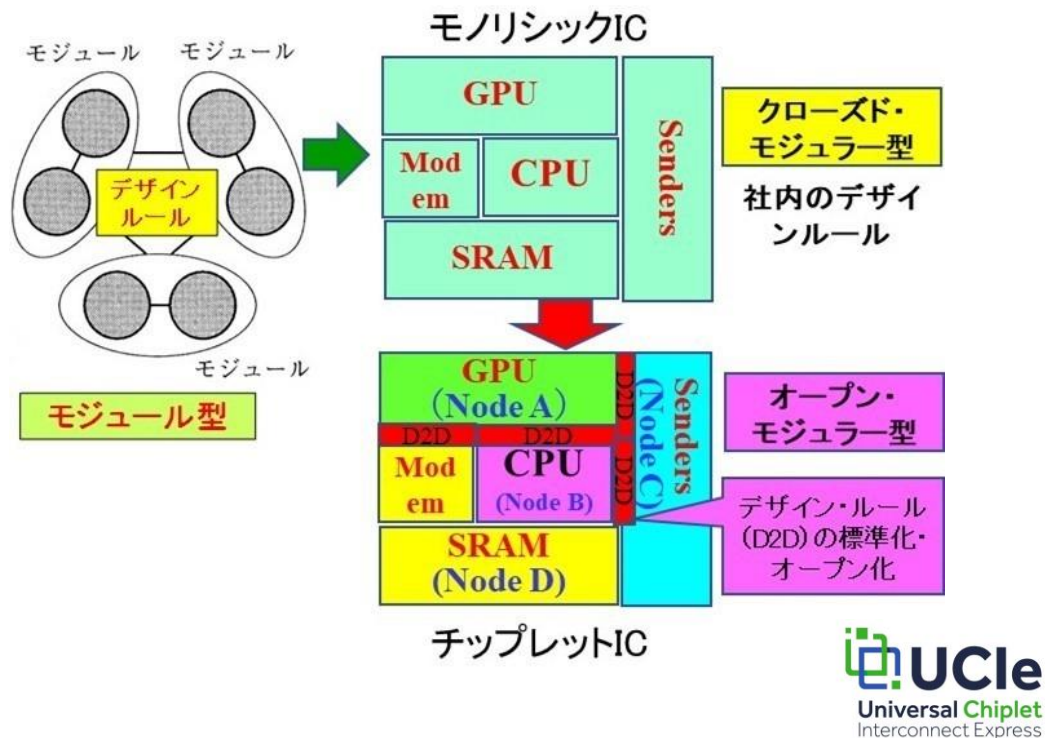 モジュール
モジュール
デザイン
ルール
モジュール
モジュール型
モノリシックIC
GPU
Mod
em
CPU
SRAM
Senders
クローズド・
モジュラー型
社内のデザイ
ンルール
GPU
(Node A)
D2D
D2D
D2D
D2D
Mod
em
CPU
(Node B)
SRAM
(Node D)
Senders
(Node C)
オープン・
モジュラー型
デザイン・ルール
(D2D)の標準化・
オープン化
チップレットIC
UCIe
Universal Chiplet
Interconnect Express